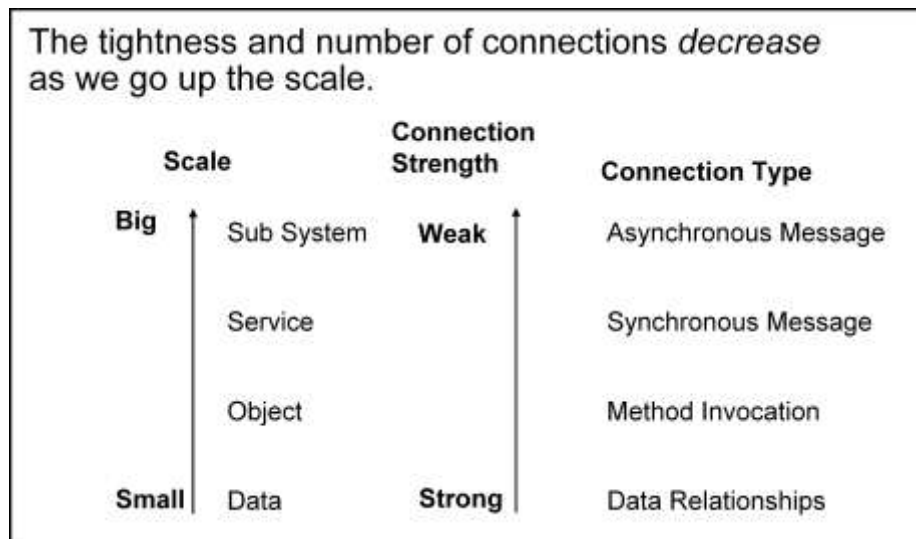 The tightness and number of connections decrease
as we go up the scale.
Scale
Connection
Strength
Connection Type
Big
Sub System
Weak
Asynchronous Message
Service
Synchronous Message
Object
Method Invocation
Small
Data
Strong
Data Relationships